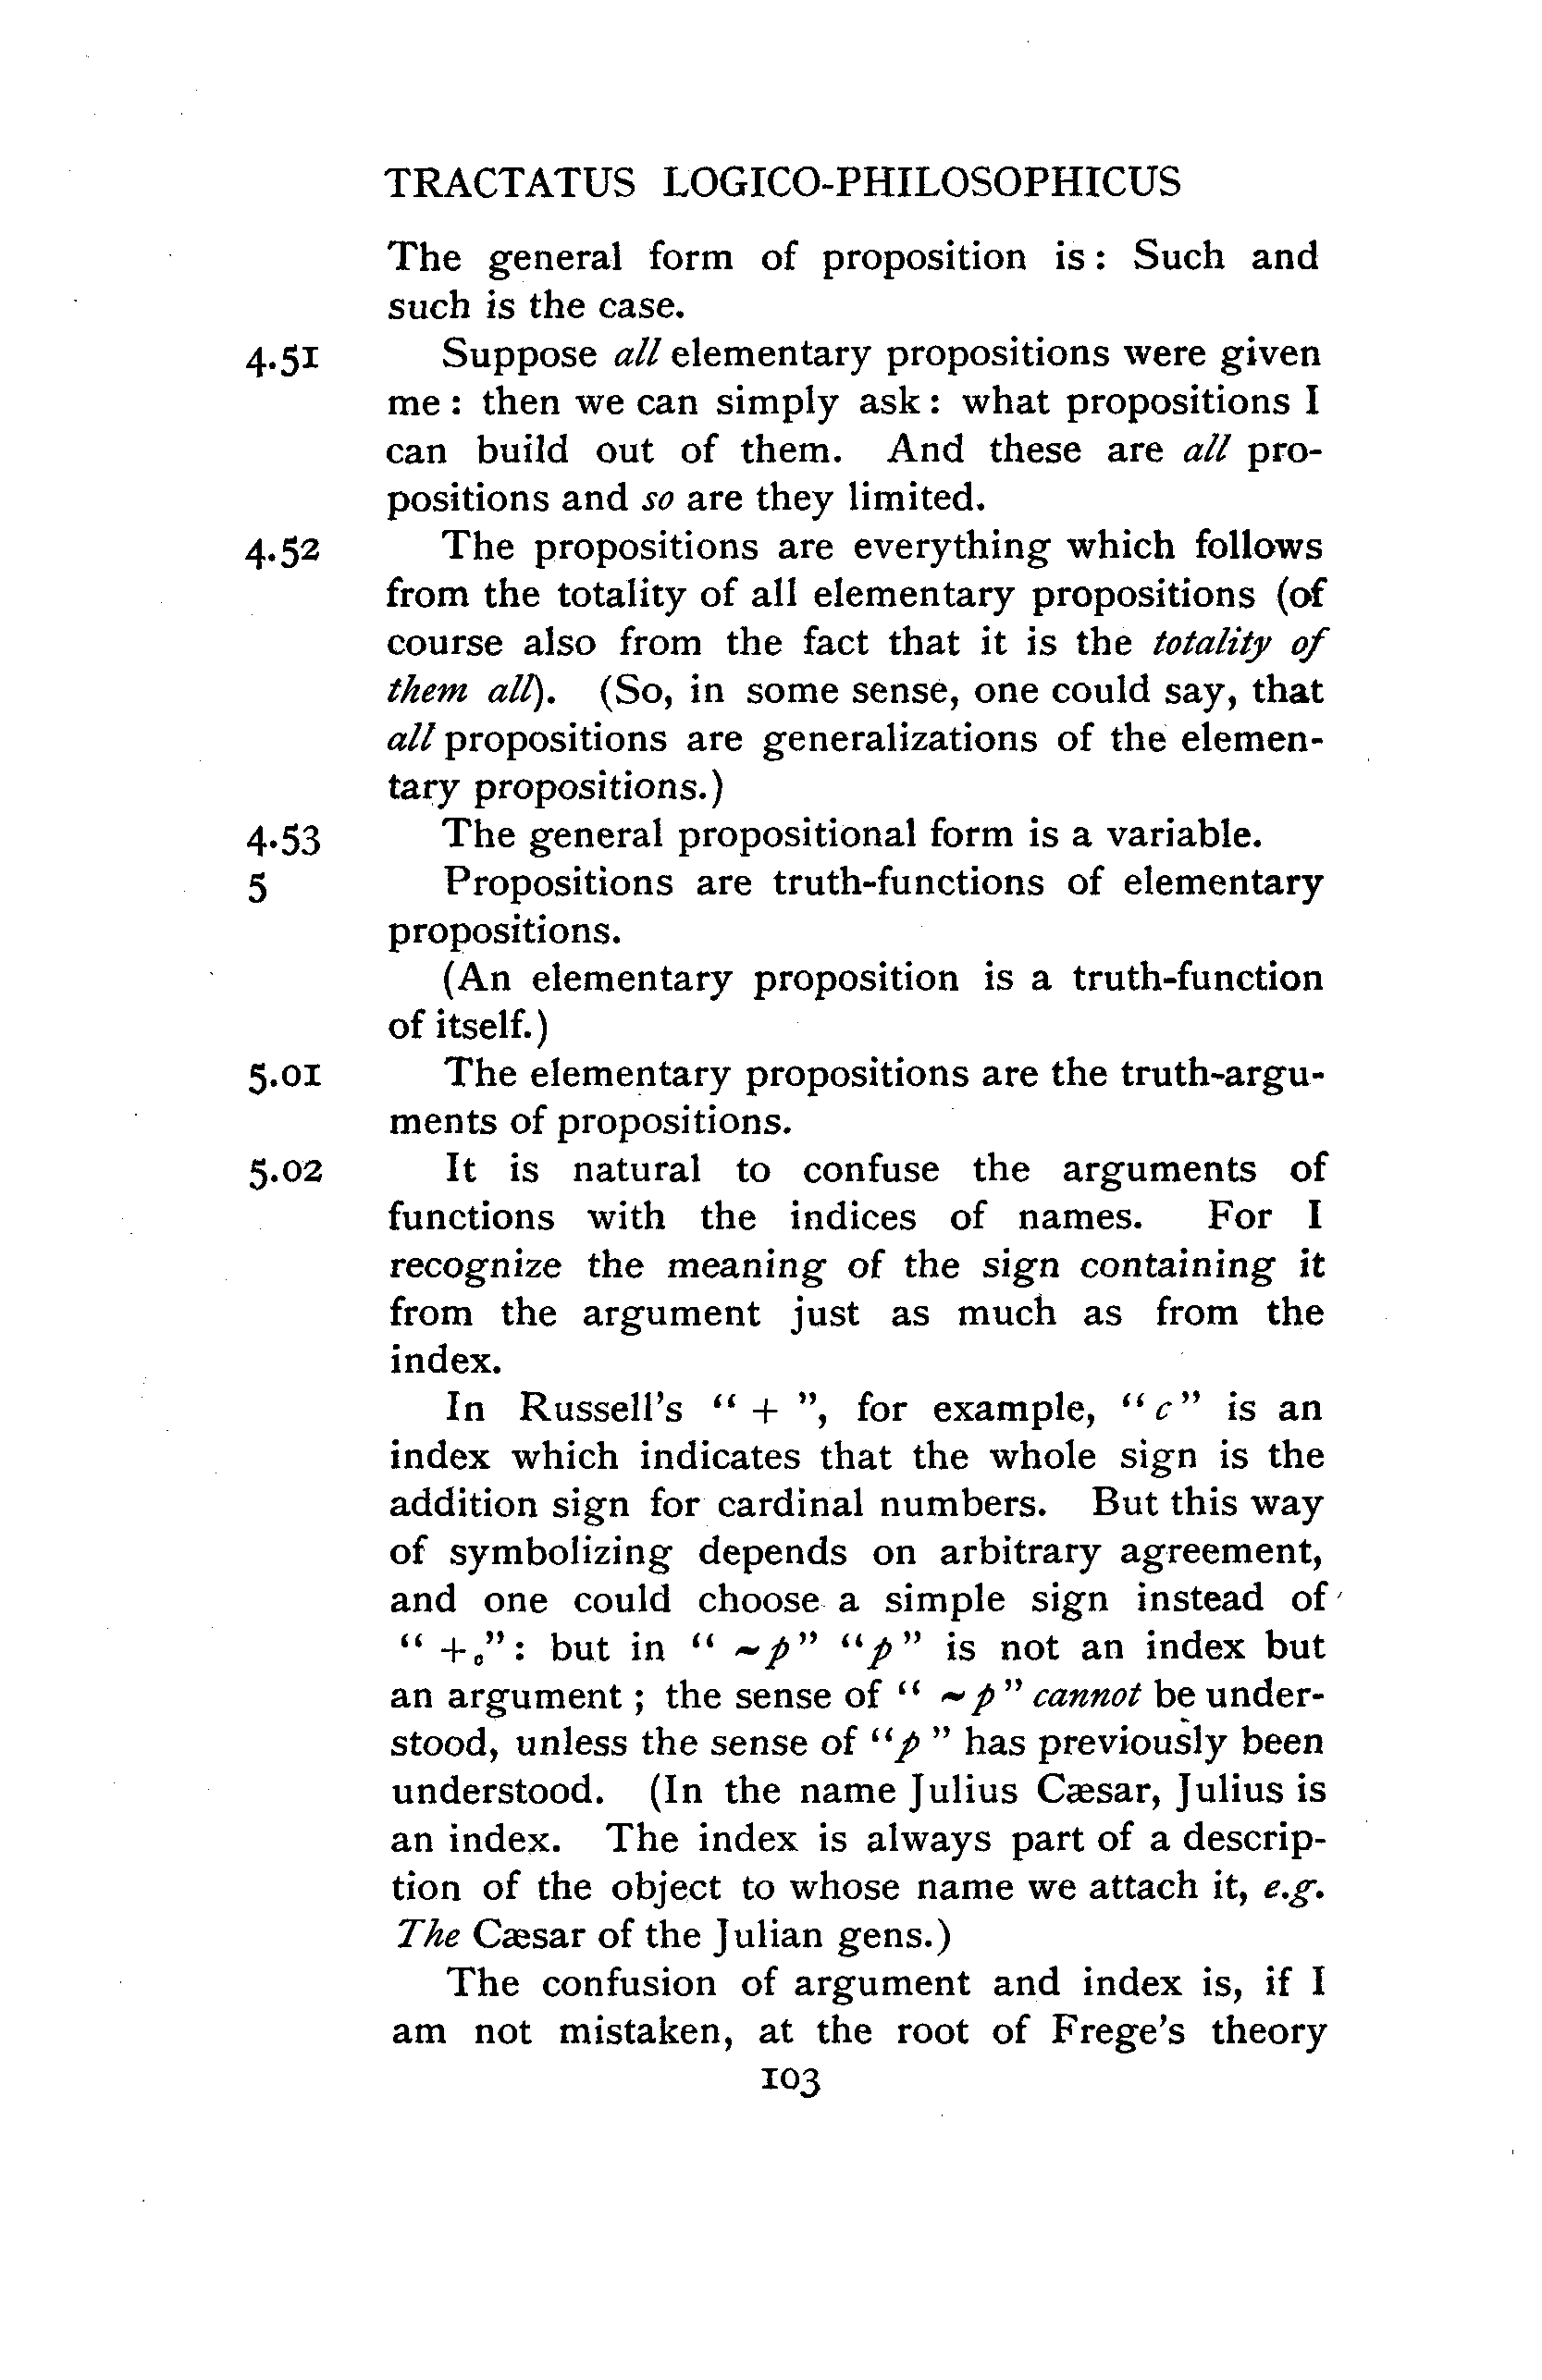 TRACTATUS LOGICO-PHILOSOPHICUS
The general form of proposition is: Such and
such is the case.
4.51 Suppose all elementary propositions were given
me: then we can simply ask: what propositions I
can build out of them. And these are all pro-
positions and so are they limited.
4.52 The propositions are everything which follows
from the totality of all elementary propositions (of
course also from the fact that it is the totality of
them all). (So, in some sense, one could say, that
all propositions are generalizations of the elemen-
tary propositions.)
4.53 The general propositional form is a variable.
5 Propositions are truth-functions of elementary
propositions.
(An elementary proposition is a truth-function
of itself.)
5.01 The elementary propositions are the truth-argu-
ments of propositions.
5.02 It is natural to confuse the arguments of
functions with the indices of names. For I
recognize the meaning of the sign containing it
from the argument just as much as from the
index.
In Russell's “ + ”, for example, “ c ” is an
index which indicates that the whole sign is the
addition sign for cardinal numbers. But this way
of symbolizing depends on arbitrary agreement,
and one could choose a simple sign instead of
“ +ₒ”: but in “ ~p” “p” is not an index but
an argument; the sense of “ ~p” cannot be under-
stood, unless the sense of “p ” has previously been
understood. (In the name Julius Cæsar, Julius is
an index. The index is always part of a descrip-
tion of the object to whose name we attach it, e.g.
The Cæsar of the Julian gens.)
The confusion of argument and index is, if I
am not mistaken, at the root of Frege's theory
103